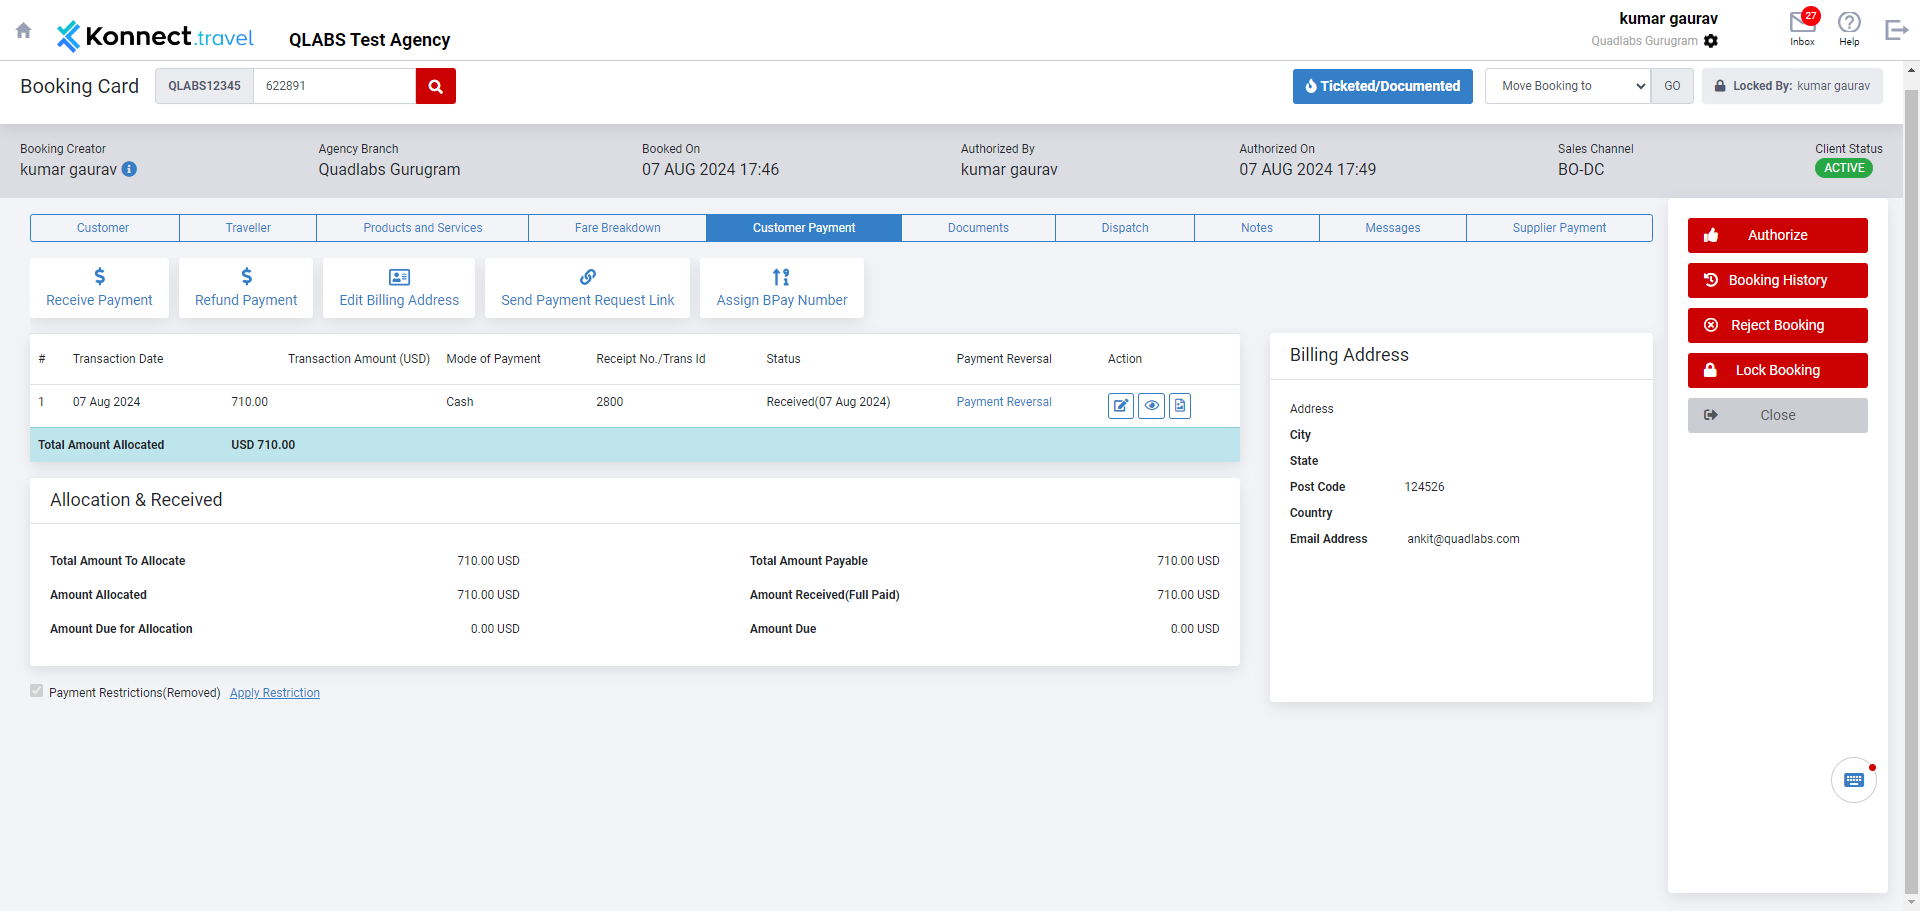 Konnect.travel
QLABS Test Agency
kumar gaurav
Quadlabs Gurugram
27
Inbox
Help
Booking Card
QLABS12345
622891
Ticketed/Documented
Move Booking to
GO
Locked By: kumar gaurav
Booking Creator
kumar gaurav
Agency Branch
Quadlabs Gurugram
Booked On
07 AUG 2024 17:46
Authorized By
kumar gaurav
Authorized On
07 AUG 2024 17:49
Sales Channel
BO-DC
Client Status
ACTIVE
Customer
Traveller
Products and Services
Fare Breakdown
Customer Payment
Documents
Dispatch
Notes
Messages
Supplier Payment
Receive Payment
Refund Payment
Edit Billing Address
Send Payment Request Link
Assign BPay Number
# Transaction Date Transaction Amount (USD) Mode of Payment Receipt No./Trans Id Status Payment Reversal Action
1 07 Aug 2024 710.00 Cash 2800 Received(07 Aug 2024) Payment Reversal
Total Amount Allocated USD 710.00
Allocation & Received
Total Amount To Allocate 710.00 USD Total Amount Payable 710.00 USD
Amount Allocated 710.00 USD Amount Received(Full Paid) 710.00 USD
Amount Due for Allocation 0.00 USD Amount Due 0.00 USD
Payment Restrictions(Removed) Apply Restriction
Billing Address
Address
City
State
Post Code 124526
Country
Email Address ankit@quadlabs.com
Authorize
Booking History
Reject Booking
Lock Booking
Close